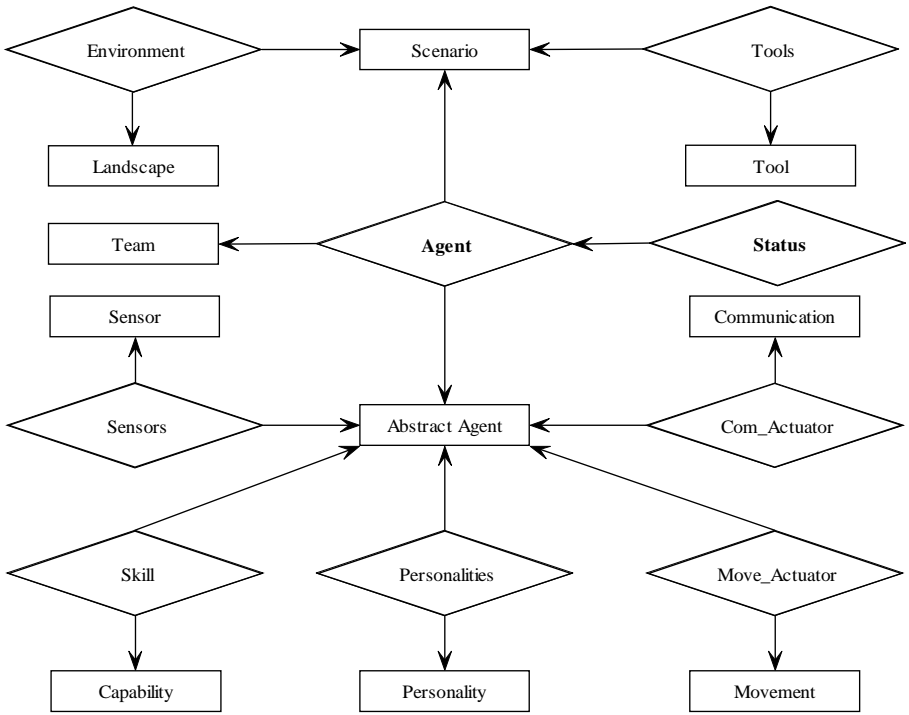 Environment
Scenario
Tools
Landscape
Tool
Team
Agent
Status
Sensor
Communication
Sensors
Abstract Agent
Com_Actuator
Skill
Personalities
Move_Actuator
Capability
Personality
Movement